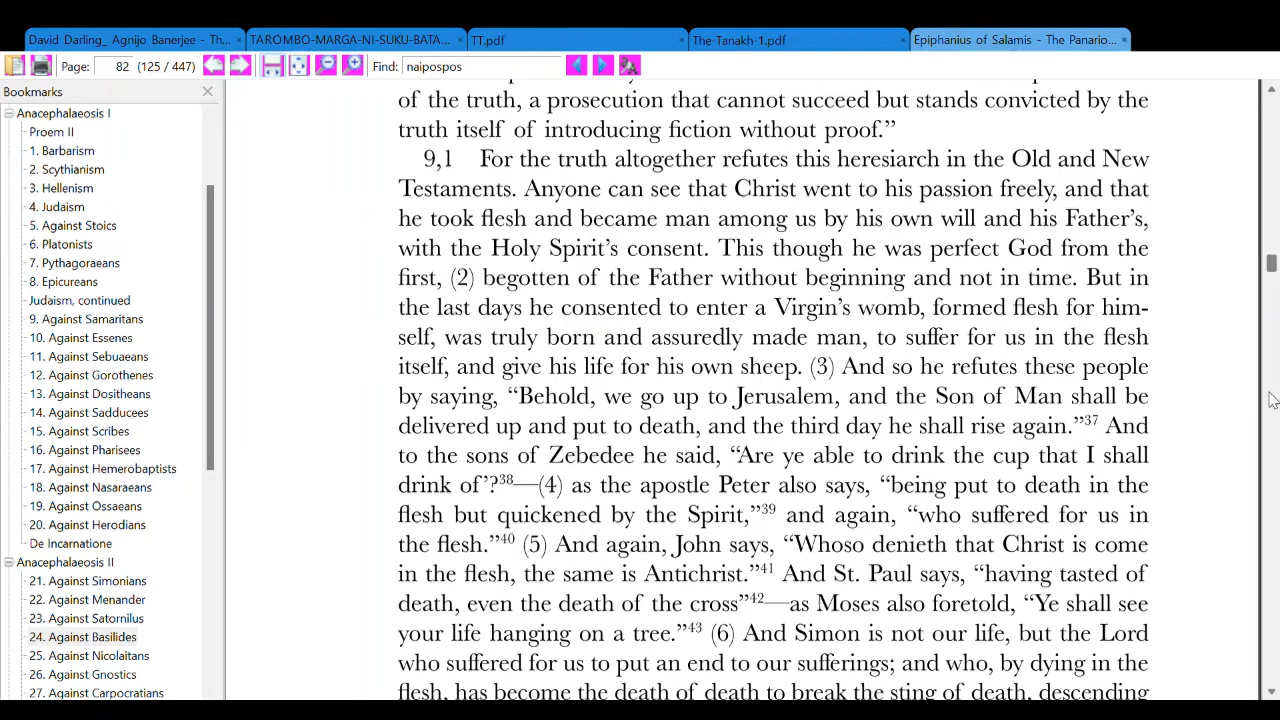 David Darling_ Agnijo Banerjee - Th...
TAROMBO-MARGA-NI-SUKU-BATA...
TT.pdf
The-Tanakh-1.pdf
Epiphanius of Salamis - The Panario...
Page: 82 (125 / 447) Find: naipospos
Bookmarks
Anacephalaeosis I
Proem II
1. Barbarism
2. Scythianism
3. Hellenism
4. Judaism
5. Against Stoics
6. Platonists
7. Pythagoraeans
8. Epicureans
Judaism, continued
9. Against Samaritans
10. Against Essenes
11. Against Sebuaeans
12. Against Gorothenes
13. Against Dositheans
14. Against Sadducees
15. Against Scribes
16. Against Pharisees
17. Against Hemerobaptists
18. Against Nasaraeans
19. Against Ossaeans
20. Against Herodians
De Incarnatione
Anacephalaeosis II
21. Against Simonians
22. Against Menander
23. Against Satornilus
24. Against Basilides
25. Against Nicolaitans
26. Against Gnostics
27. Against Carpocratians
of the truth, a prosecution that cannot succeed but stands convicted by the
truth itself of introducing fiction without proof.”
9,1 For the truth altogether refutes this heresiarch in the Old and New
Testaments. Anyone can see that Christ went to his passion freely, and that
he took flesh and became man among us by his own will and his Father’s,
with the Holy Spirit’s consent. This though he was perfect God from the
first, (2) begotten of the Father without beginning and not in time. But in
the last days he consented to enter a Virgin’s womb, formed flesh for him-
self, was truly born and assuredly made man, to suffer for us in the flesh
itself, and give his life for his own sheep. (3) And so he refutes these people
by saying, “Behold, we go up to Jerusalem, and the Son of Man shall be
delivered up and put to death, and the third day he shall rise again.”37 And
to the sons of Zebedee he said, “Are ye able to drink the cup that I shall
drink of’?38—(4) as the apostle Peter also says, “being put to death in the
flesh but quickened by the Spirit,”39 and again, “who suffered for us in
the flesh.”40 (5) And again, John says, “Whoso denieth that Christ is come
in the flesh, the same is Antichrist.”41 And St. Paul says, “having tasted of
death, even the death of the cross”42—as Moses also foretold, “Ye shall see
your life hanging on a tree.”43 (6) And Simon is not our life, but the Lord
who suffered for us to put an end to our sufferings; and who, by dying in the
flesh, has become the death of death to break the sting of death, descending